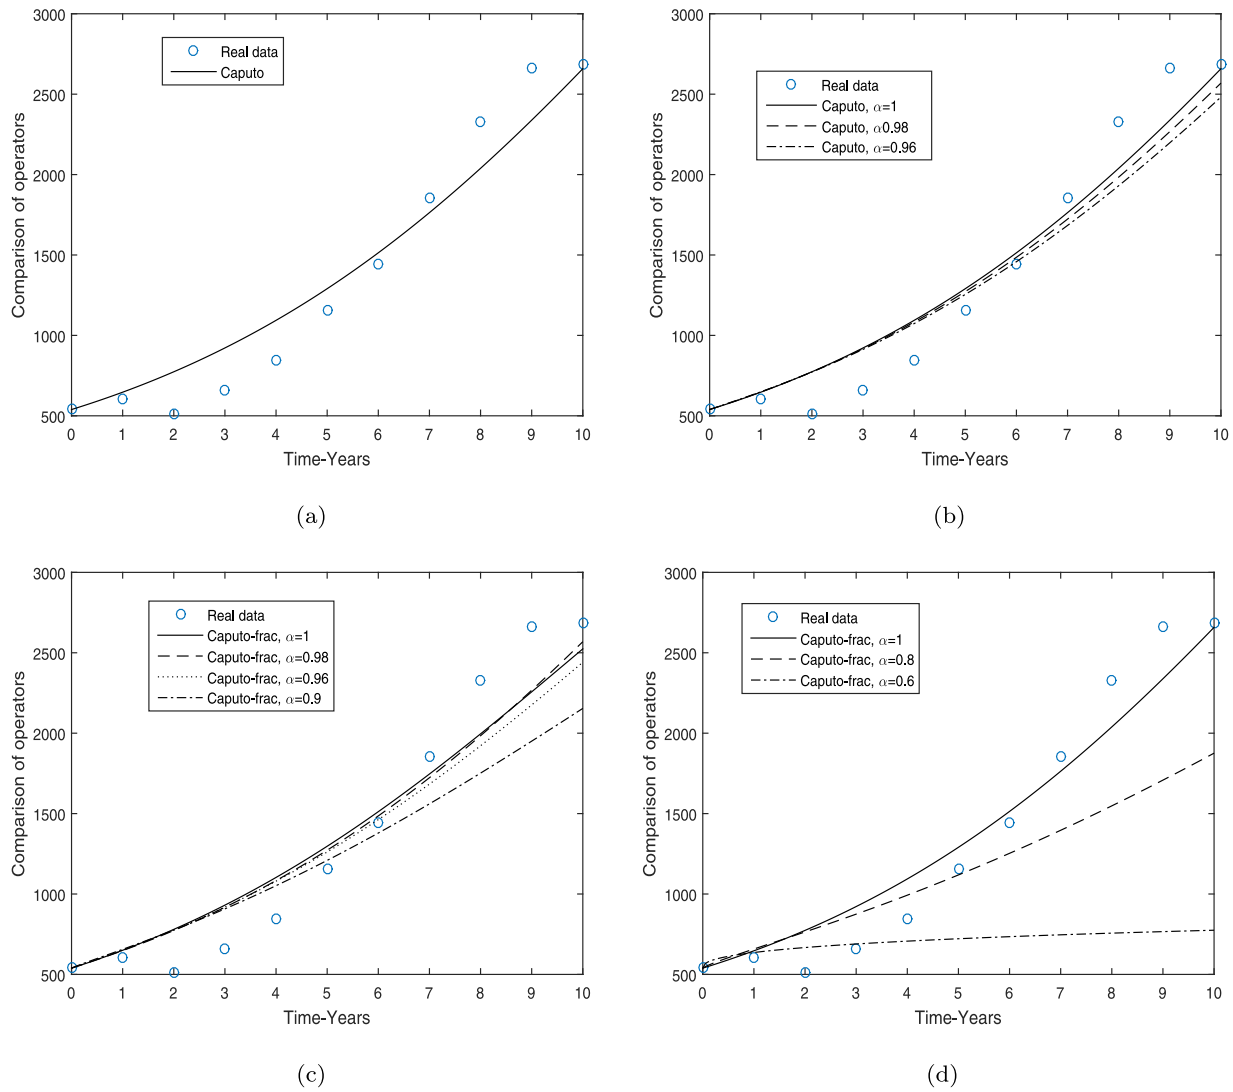 3000
2500
2000
1500
1000
500
Comparison of operators
Real data
Caputo
0 1 2 3 4 5 6 7 8 9 10
Time-Years
(a)
3000
2500
2000
1500
1000
500
Comparison of operators
Real data
Caputo, α=1
Caputo, α0.98
Caputo, α=0.96
0 1 2 3 4 5 6 7 8 9 10
Time-Years
(b)
3000
2500
2000
1500
1000
500
Comparison of operators
Real data
Caputo-frac, α=1
Caputo-frac, α=0.98
Caputo-frac, α=0.96
Caputo-frac, α=0.9
0 1 2 3 4 5 6 7 8 9 10
Time-Years
(c)
3000
2500
2000
1500
1000
500
Comparison of operators
Real data
Caputo-frac, α=1
Caputo-frac, α=0.8
Caputo-frac, α=0.6
0 1 2 3 4 5 6 7 8 9 10
Time-Years
(d)